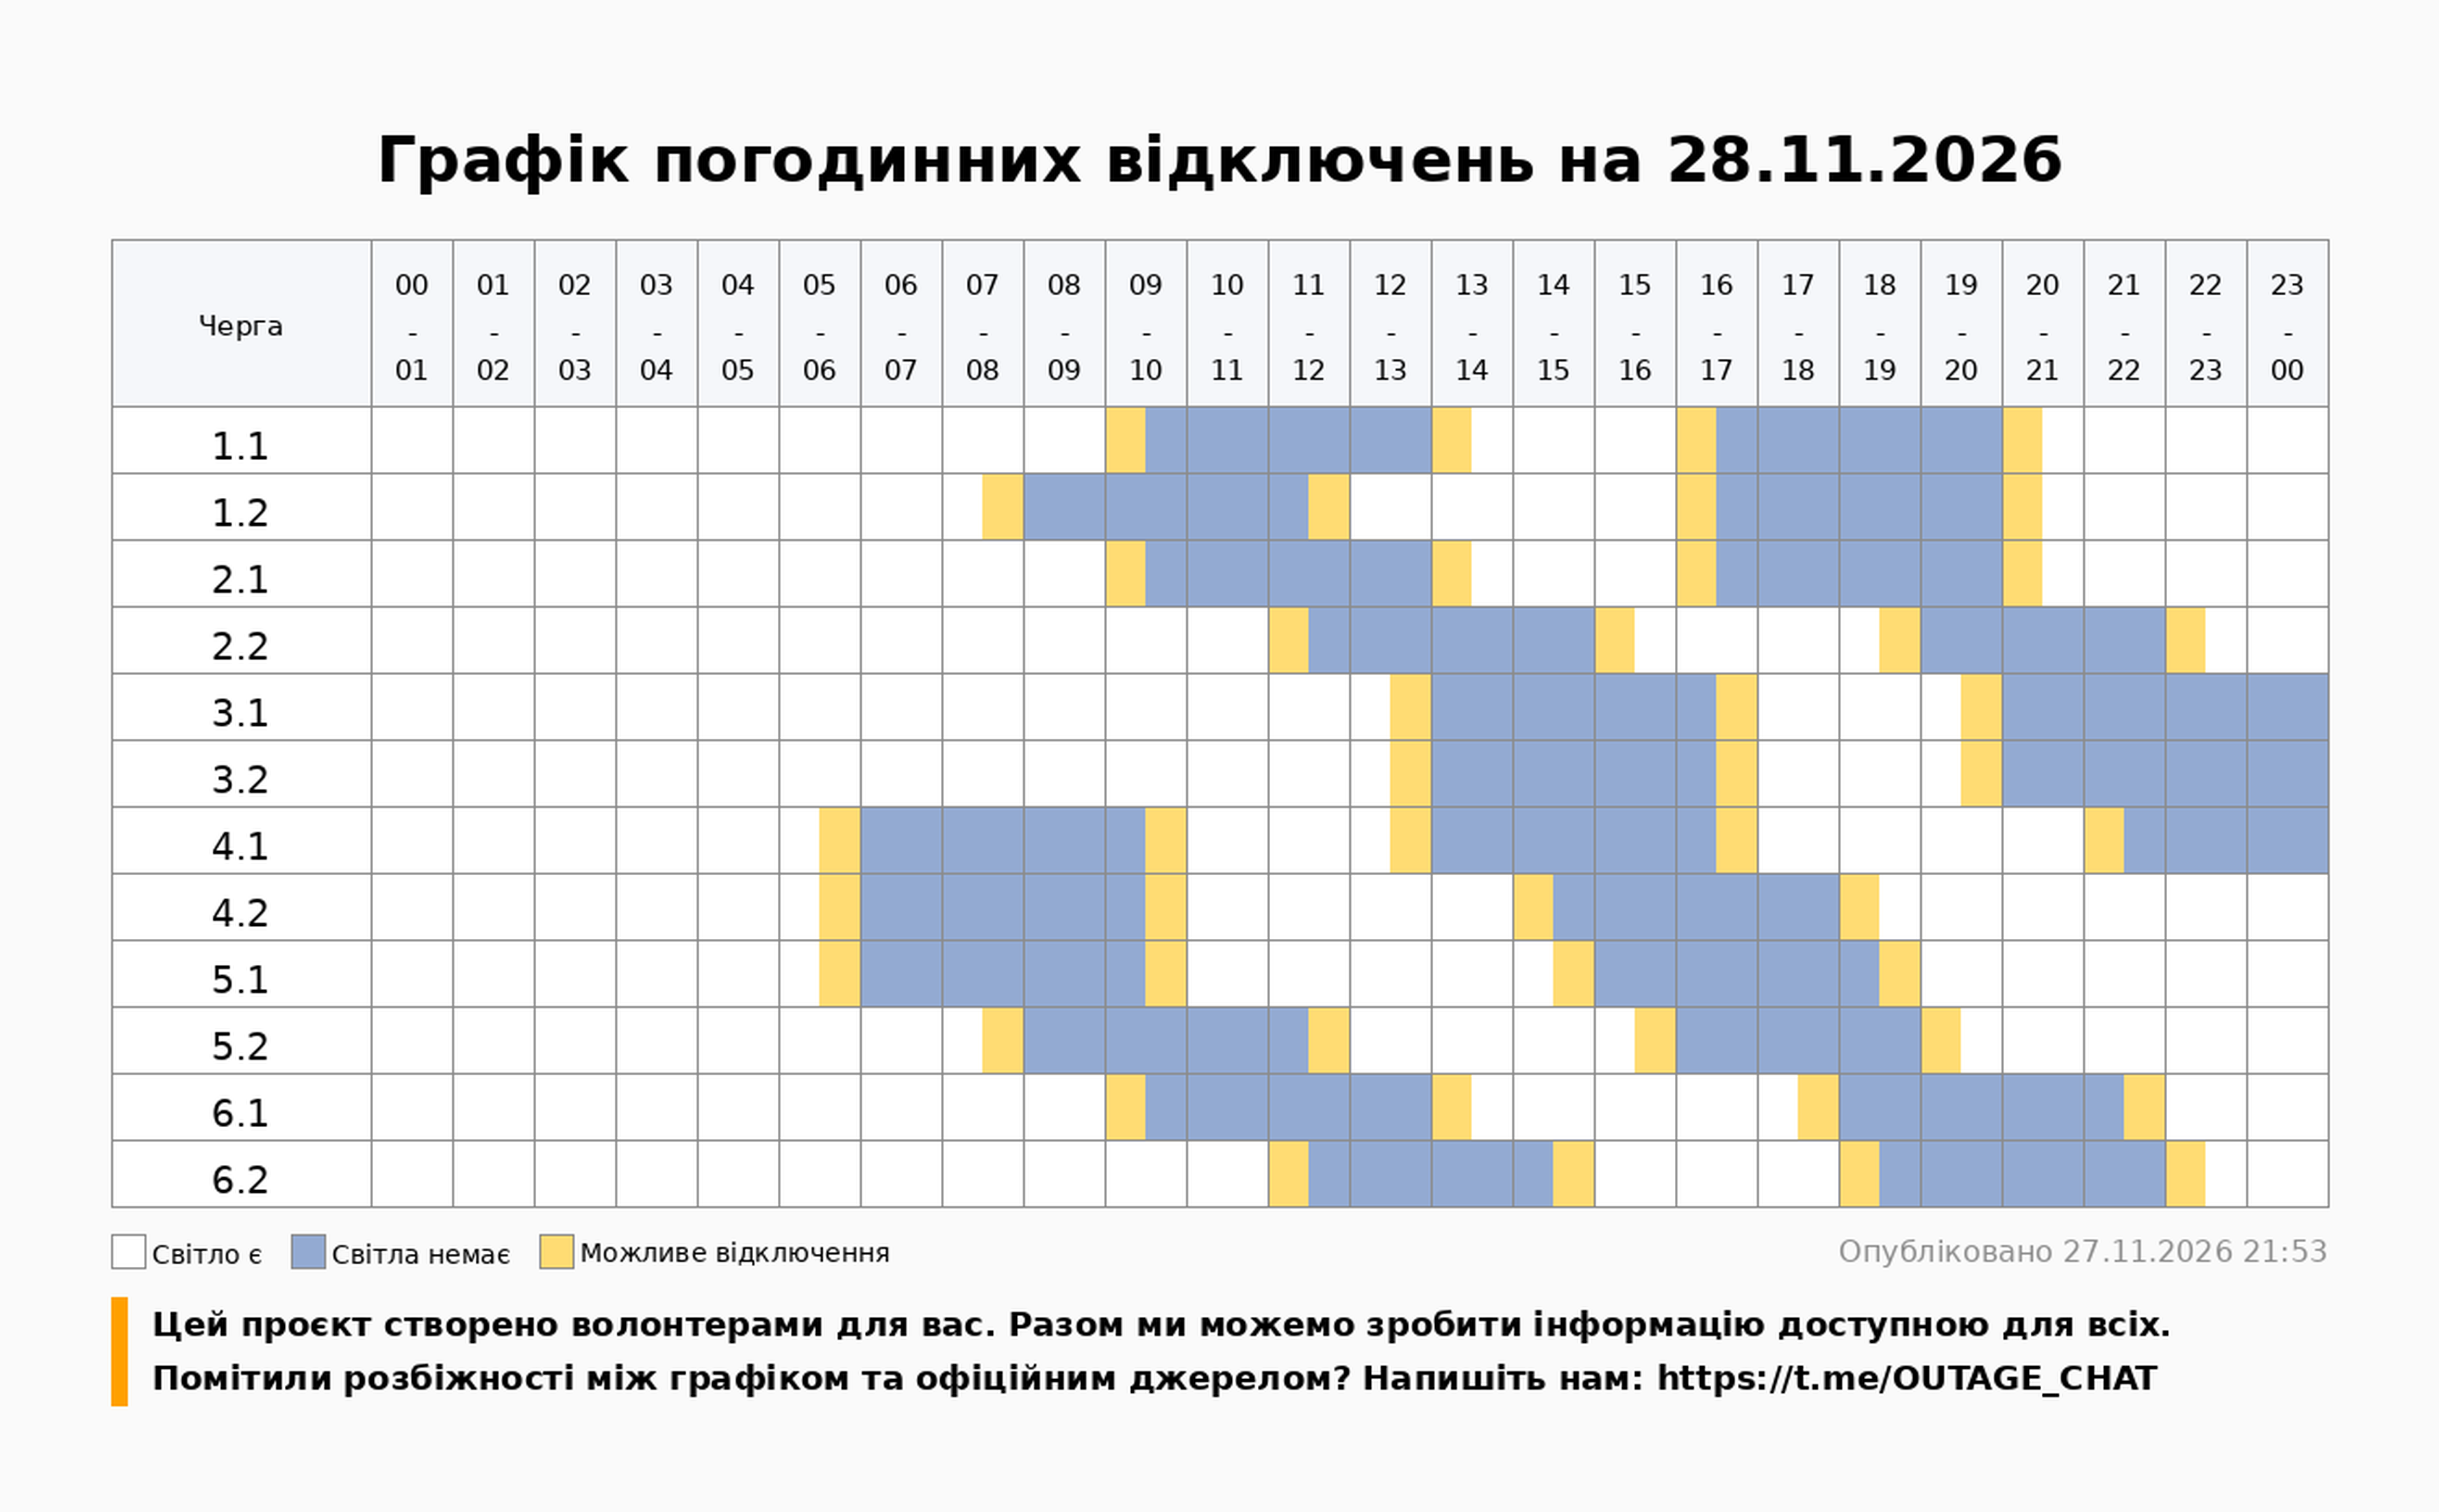 Графік погодинних відключень на 28.11.2026
Черга 00 - 01 01 - 02 02 - 03 03 - 04 04 - 05 05 - 06 06 - 07 07 - 08 08 - 09 09 - 10 10 - 11 11 - 12 12 - 13 13 - 14 14 - 15 15 - 16 16 - 17 17 - 18 18 - 19 19 - 20 20 - 21 21 - 22 22 - 23 23 - 00
1.1
1.2
2.1
2.2
3.1
3.2
4.1
4.2
5.1
5.2
6.1
6.2
Світло є Світла немає Можливе відключення Опубліковано 27.11.2026 21:53
Цей проєкт створено волонтерами для вас. Разом ми можемо зробити інформацію доступною для всіх.
Помітили розбіжності між графіком та офіційним джерелом? Напишіть нам: https://t.me/OUTAGE_CHAT